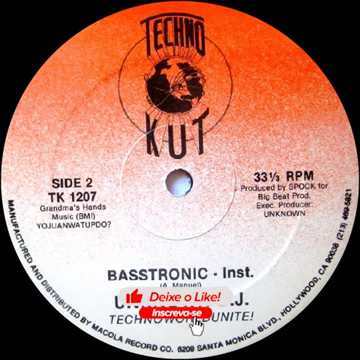 TECHNO
KUT
SIDE 2
TK 1207
Grandma's Hands
Music (BMI)
YOJUANWATUPDO?
33⅓ RPM
Produced by SPOCK for
Big Beat Prod.
Exec. Producer:
UNKNOWN
BASSTRONIC - Inst.
(A. Manuel)
J.
Deixe o Like!
Inscreva-se
UNITE!
MANUFACTURED AND DISTRIBUTED BY MACOLA RECORD CO. 6209 SANTA MONICA BLVD., HOLLYWOOD, CA 90038 (213) 469-5821